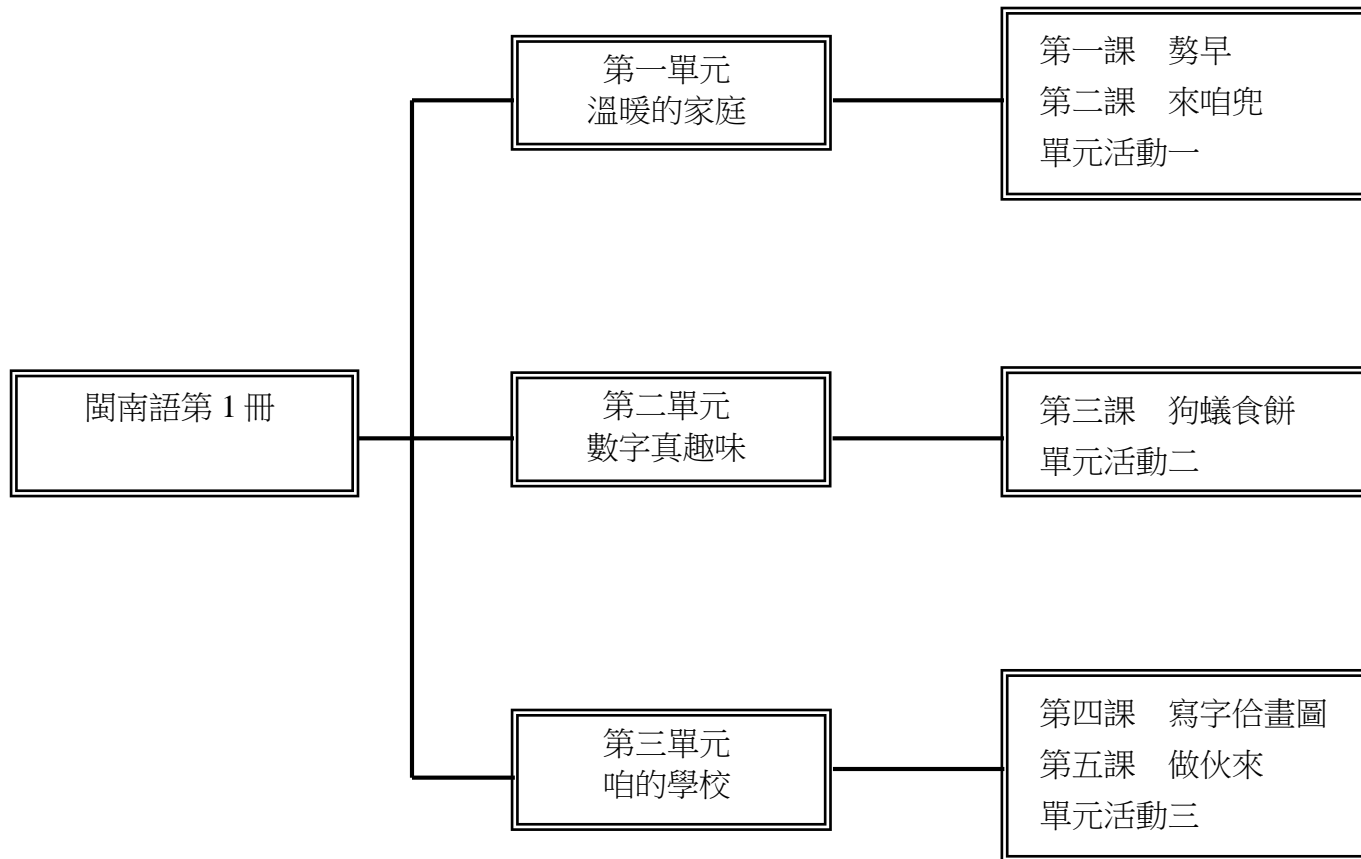 閩南語第 1 冊
第一單元
溫暖的家庭
第一課　𠢕早
第二課　來咱兜
單元活動一
第二單元
數字真趣味
第三課　狗蟻食餅
單元活動二
第三單元
咱的學校
第四課　寫字佮畫圖
第五課　做伙來
單元活動三